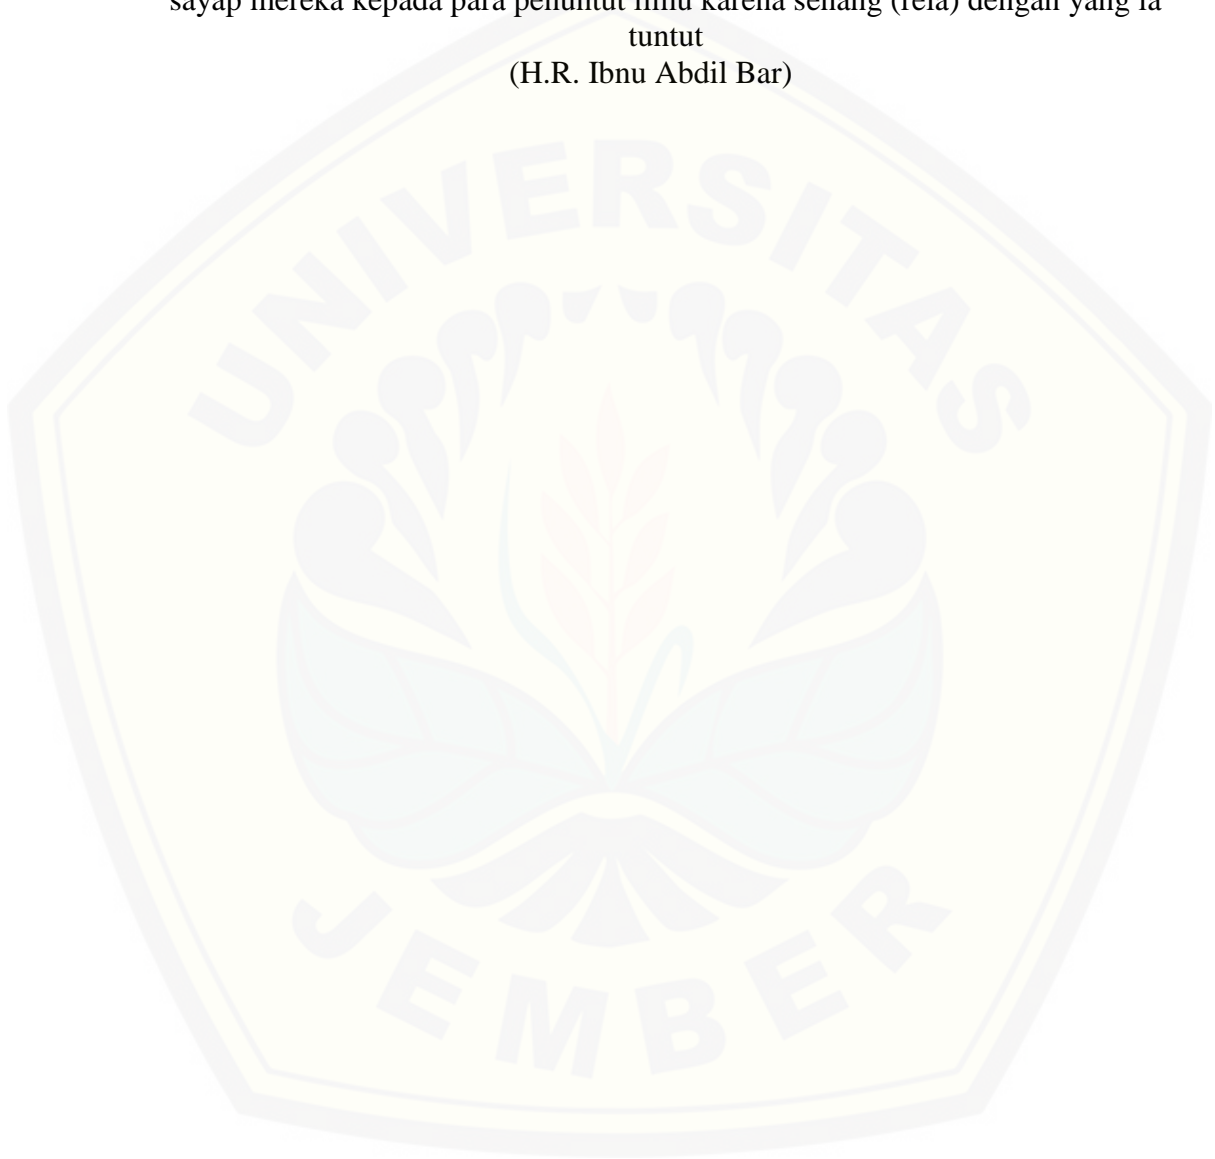 sayap mereka kepada para penuntut ilmu karena senang (rela) dengan yang ia
tuntut
(H.R. Ibnu Abdil Bar)
UNIVERSITAS
JEMBER